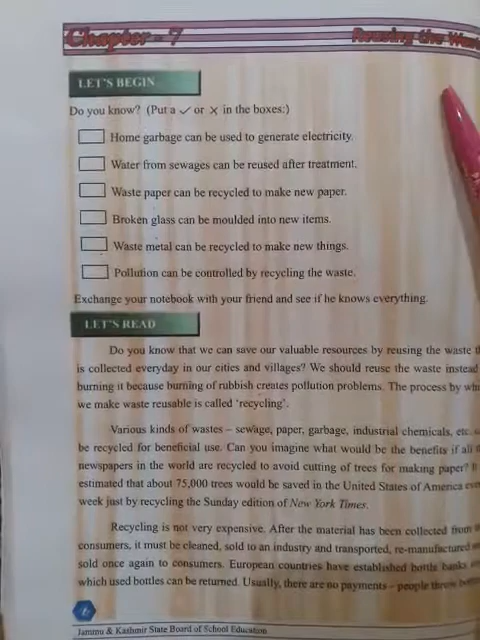 Chapter - 7
Reusing the Waste
LET'S BEGIN
Do you know? (Put a ✓ or × in the boxes:)
Home garbage can be used to generate electricity.
Water from sewages can be reused after treatment.
Waste paper can be recycled to make new paper.
Broken glass can be moulded into new items.
Waste metal can be recycled to make new things.
Pollution can be controlled by recycling the waste.
Exchange your notebook with your friend and see if he knows everything.
LET'S READ
Do you know that we can save our valuable resources by reusing the waste
is collected everyday in our cities and villages? We should reuse the waste instead
burning it because burning of rubbish creates pollution problems. The process by
we make waste reusable is called 'recycling'.
Various kinds of wastes – sewage, paper, garbage, industrial chemicals, etc.
be recycled for beneficial use. Can you imagine what would be the benefits if all
newspapers in the world are recycled to avoid cutting of trees for making paper?
estimated that about 75,000 trees would be saved in the United States of America
week just by recycling the Sunday edition of New York Times.
Recycling is not very expensive. After the material has been collected from
consumers, it must be cleaned, sold to an industry and transported, re-manufactured
sold once again to consumers. European countries have established bottle banks
which used bottles can be returned. Usually, there are no payments – people throw
Jammu & Kashmir State Board of School Education